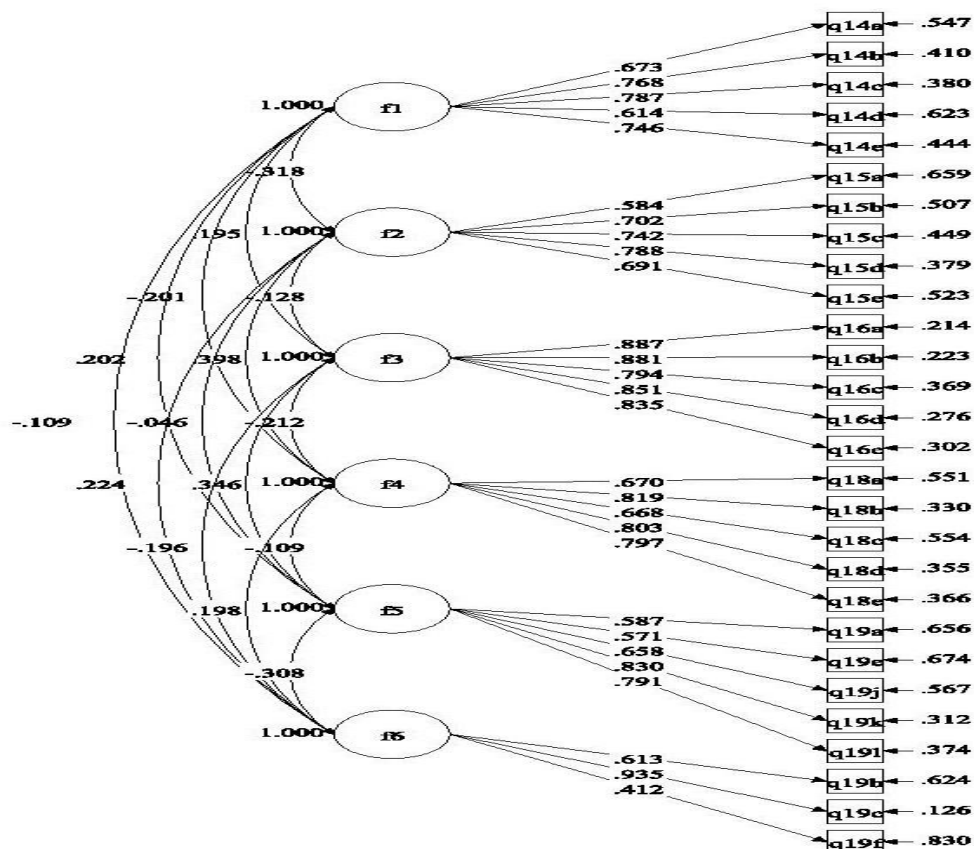 q14a .547
q14b .410
.673
.768
.787 q14c .380
.614
1.000 f1 q14d .623
.746
q14e .444
-.318 q15a .659
.584 q15b .507
.702
.195 1.000 f2 .742 q15c .449
.788
.691 q15d .379
-.201 -.128 q15e .523
q16a .214
.887
.202 .398 1.000 f3 .881 q16b .223
.794
.851 q16c .369
.835
-.109 -.046 -.212 q16d .276
q16e .302
.224 .346 1.000 f4 .670 q18a .551
.819
.668 q18b .330
.803
.797 q18c .554
-.196 -.109
q18d .355
q18e .366
.198 1.000 f5 .587 q19a .656
.571
.658 q19e .674
.830
.791 q19j .567
-.308
q19k .312
1.000 f6 q19l .374
.613
.935 q19b .624
.412
q19c .126
q19f .830